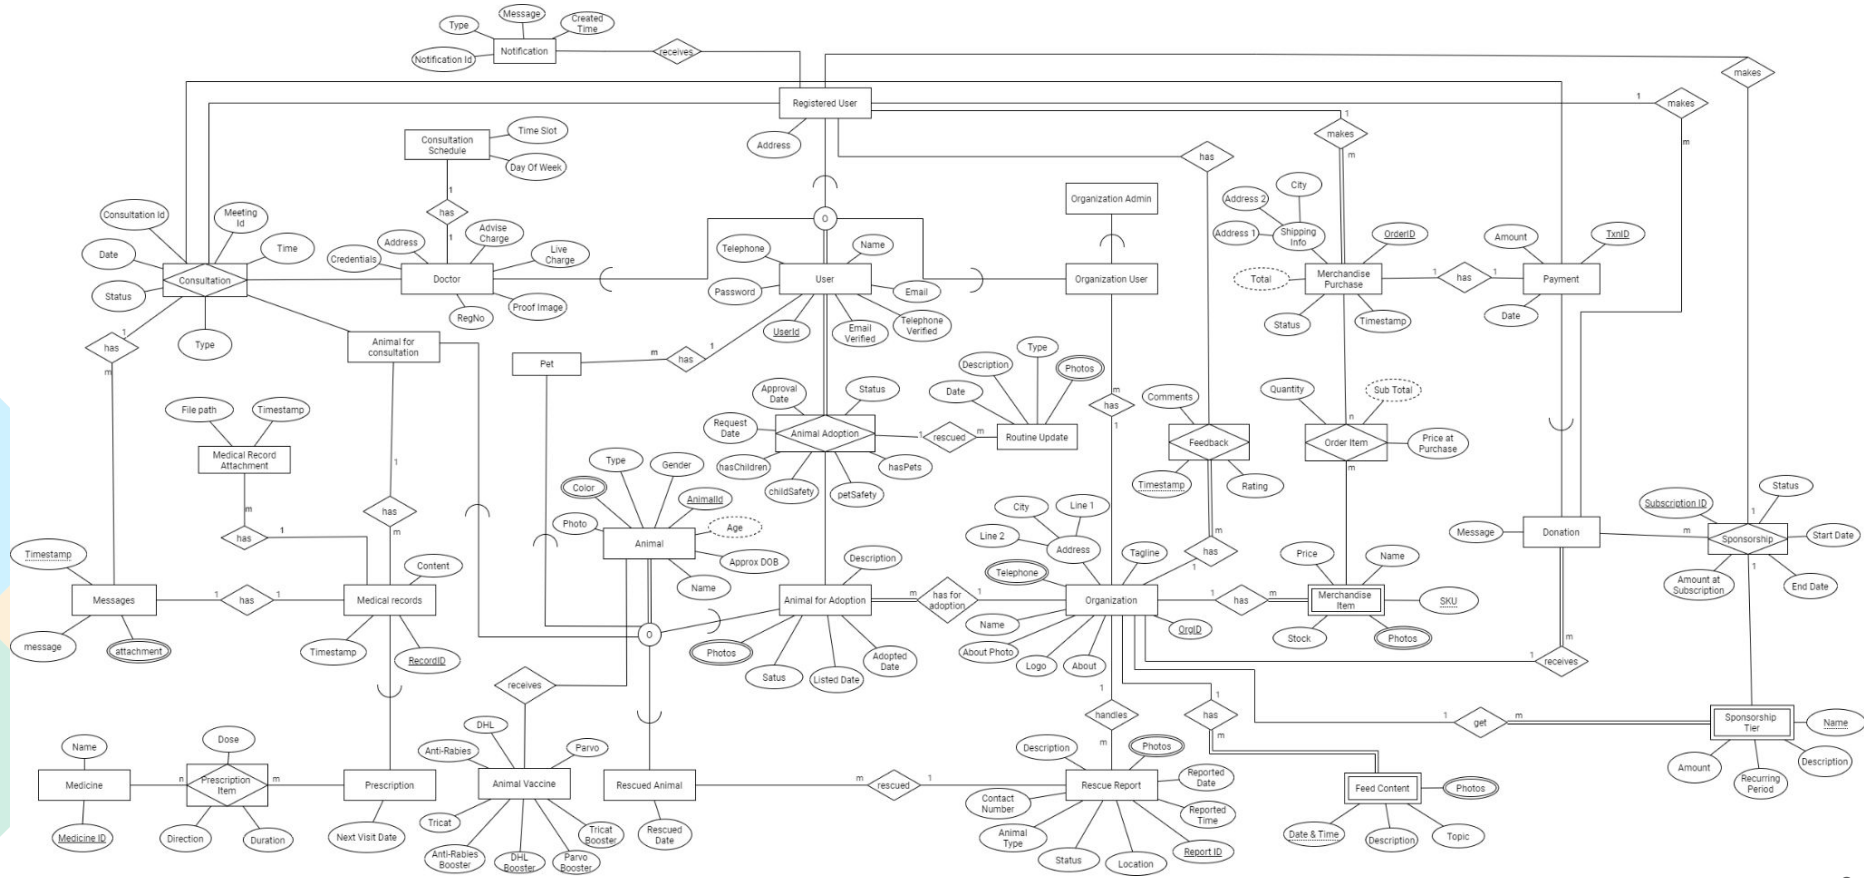 Message
Created
Time
Type
Notification
Notification Id
receives
makes
Registered User
1
makes
1
makes
m
m
Address
Consultation
Schedule
Time Slot
Day Of Week
1
has
1
has
Organization Admin
City
Address 2
Address 1
Shipping
Info
OrderID
Amount
TxnID
Consultation Id
Meeting
Id
Date
Time
Status
Consultation
Type
Credentials
Address
Advise
Charge
Live
Charge
Doctor
RegNo
Proof Image
O
Telephone
Name
User
Password
Email
UserId
Email
Verified
Telephone
Verified
Organization User
Total
Merchandise
Purchase
1
has
1
Payment
Status
Timestamp
Date
1
has
m
Animal for
consultation
Pet
m
has
1
Description
Type
Photos
Date
Approval
Date
Status
Request
Date
Animal Adoption
1
rescued
m
Routine Update
hasChildren
hasPets
childSafety
petSafety
m
has
1
Comments
Feedback
Timestamp
Rating
Quantity
Sub Total
n
Order Item
Price at
Purchase
m
File path
Timestamp
Medical Record
Attachment
m
has
1
1
has
m
Type
Gender
Color
AnimalId
Photo
Age
Animal
Approx DOB
Name
City
Line 1
Line 2
Address
Tagline
Telephone
m
has
1
Subscription ID
Status
1
Message
Donation
m
Sponsorship
Start Date
Amount at
Subscription
End Date
1
Price
Name
Timestamp
Content
Messages
1
has
1
Medical records
message
attachment
Timestamp
RecordID
O
Description
Animal for Adoption
m
has for
adoption
1
Organization
1
has
m
Merchandise
Item
SKU
Stock
Photos
Photos
Satus
Listed Date
Adopted
Date
Name
About Photo
Logo
About
OrgID
1
m
receives
receives
1
handles
m
1
has
m
1
get
m
Sponsorship
Tier
Name
Amount
Recurring
Period
Description
Name
Dose
Medicine
n
Prescription
Item
m
Prescription
Medicine ID
Direction
Duration
Next Visit Date
DHL
Anti-Rabies
Parvo
Animal Vaccine
Tricat
Anti-Rabies
Booster
DHL
Booster
Parvo
Booster
Tricat
Booster
Rescued Animal
Rescued
Date
m
rescued
1
Description
Photos
Rescue Report
Reported
Date
Contact
Number
Reported
Time
Animal
Type
Status
Location
Report ID
Feed Content
Photos
Date & Time
Description
Topic